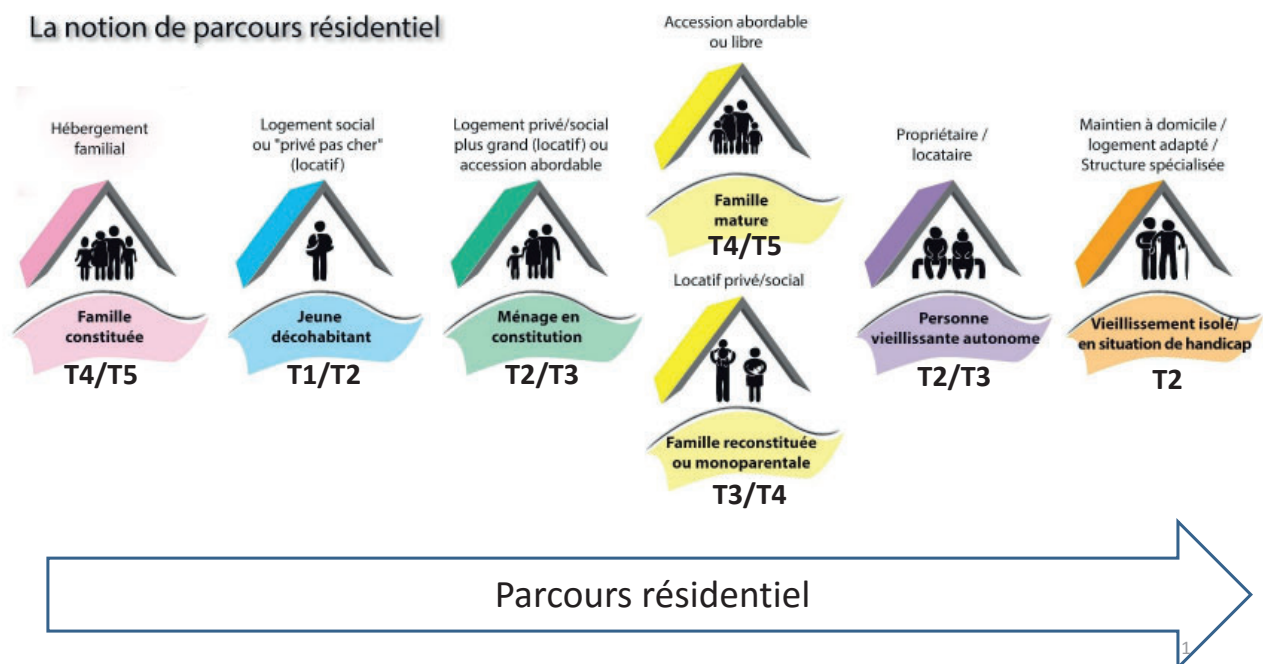 La notion de parcours résidentiel
Hébergement
familial
Famille
constituée
T4/T5
Logement social
ou "privé pas cher"
(locatif)
Jeune
décohabitant
T1/T2
Logement privé/social
plus grand (locatif) ou
accession abordable
Ménage en
constitution
T2/T3
Accession abordable
ou libre
Famille
mature
T4/T5
Locatif privé/social
Famille reconstituée
ou monoparentale
T3/T4
Propriétaire /
locataire
Personne
vieillissante autonome
T2/T3
Maintien à domicile /
logement adapté /
Structure spécialisée
Vieillissement isolé/
en situation de handicap
T2
Parcours résidentiel
1